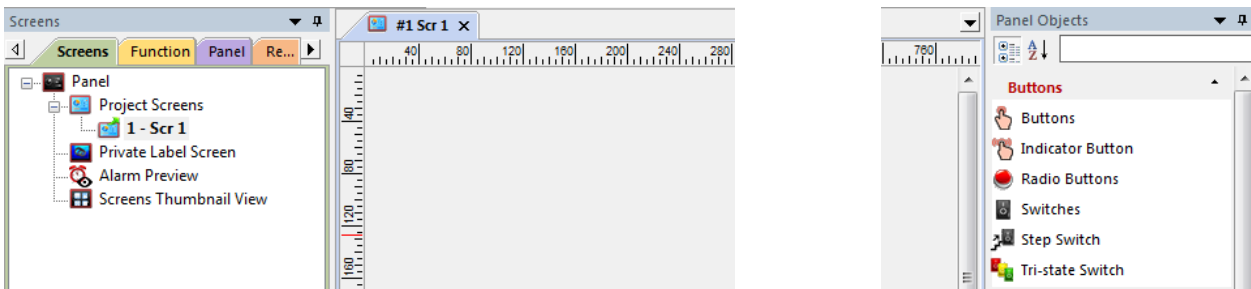 Screens
Screens Function Panel Re...
Panel
Project Screens
1 - Scr 1
Private Label Screen
Alarm Preview
Screens Thumbnail View
#1 Scr 1
40 80 120 160 200 240 280
40
80
120
160
760
Panel Objects
Buttons
Buttons
Indicator Button
Radio Buttons
Switches
Step Switch
Tri-state Switch